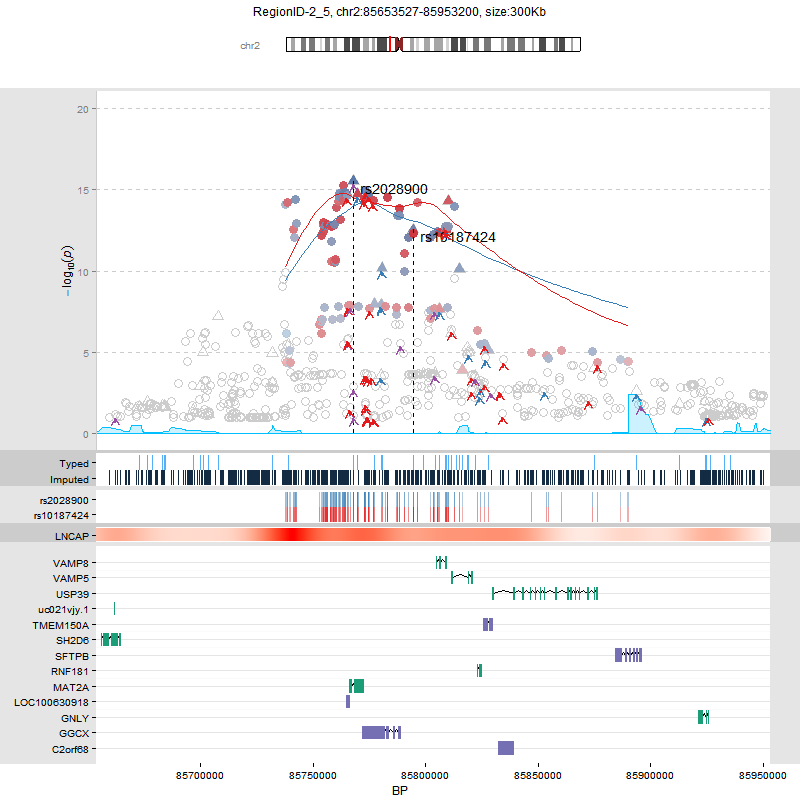 RegionID-2_5, chr2:85653527-85953200, size:300Kb
chr2
20
15
10
5
0
−log10(p)
rs2028900
rs10187424
Typed
Imputed
rs2028900
rs10187424
LNCAP
VAMP8
VAMP5
USP39
uc021vjy.1
TMEM150A
SH2D6
SFTPB
RNF181
MAT2A
LOC100630918
GNLY
GGCX
C2orf68
85700000 85750000 85800000 85850000 85900000 85950000
BP